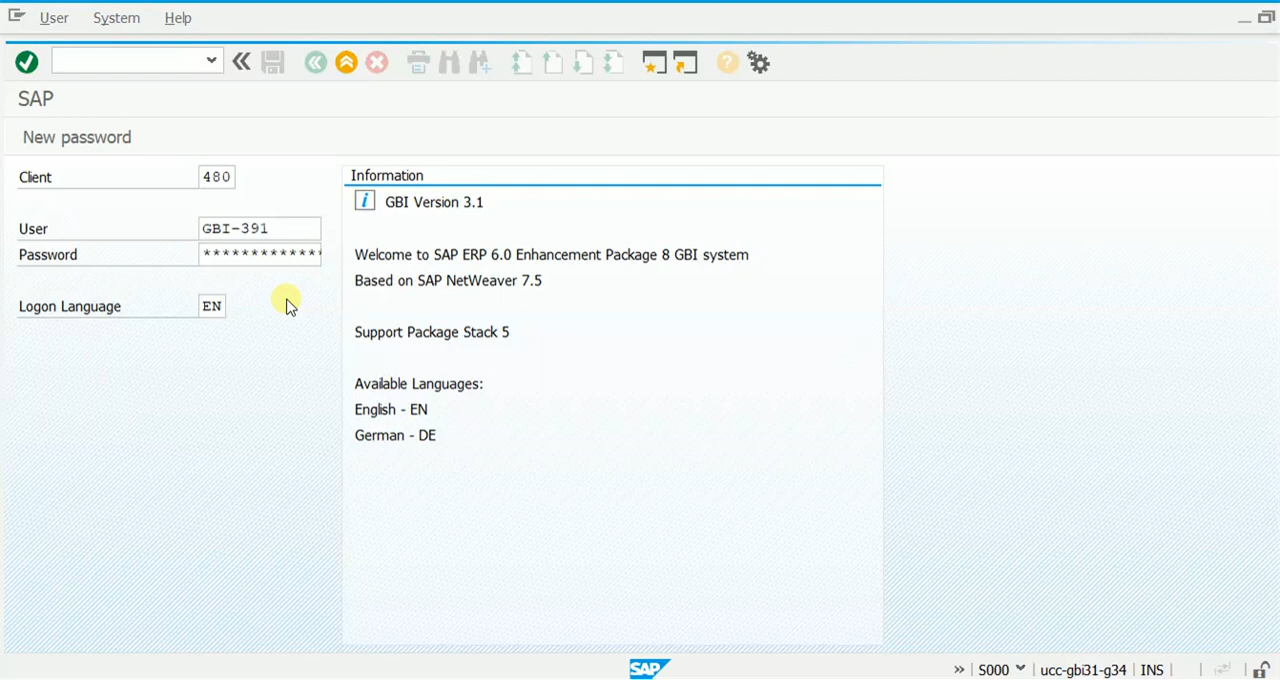 User System Help
SAP
New password
Client 480
User GBI-391
Password *************
Logon Language EN
Information
i GBI Version 3.1
Welcome to SAP ERP 6.0 Enhancement Package 8 GBI system
Based on SAP NetWeaver 7.5
Support Package Stack 5
Available Languages:
English - EN
German - DE
SAP
» S000 ucc-gbi31-g34 INS